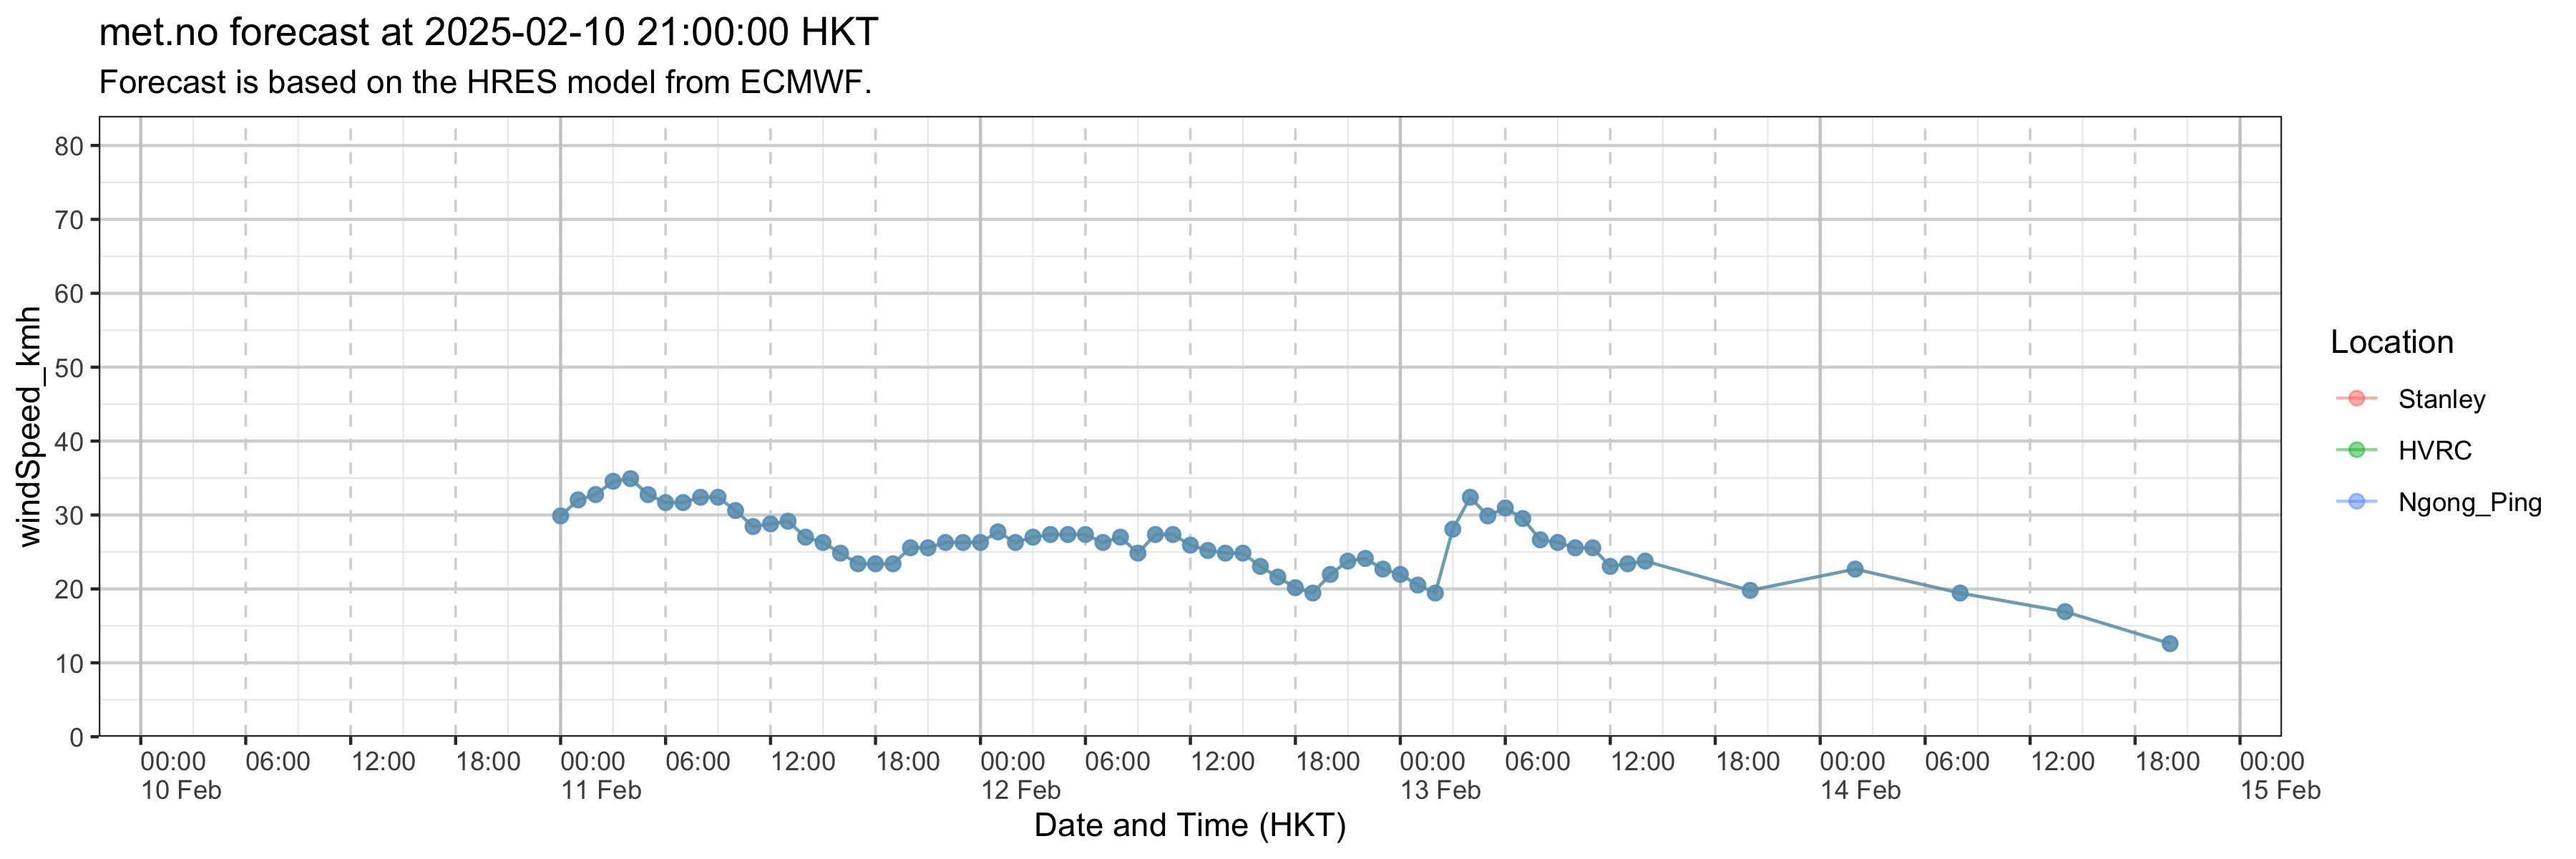 met.no forecast at 2025-02-10 21:00:00 HKT
Forecast is based on the HRES model from ECMWF.
windSpeed_kmh
80
70
60
50
40
30
20
10
0
00:00 06:00 12:00 18:00 00:00 06:00 12:00 18:00 00:00 06:00 12:00 18:00 00:00 06:00 12:00 18:00 00:00 06:00 12:00 18:00 00:00
10 Feb 11 Feb 12 Feb 13 Feb 14 Feb 15 Feb
Date and Time (HKT)
Location
Stanley
HVRC
Ngong_Ping